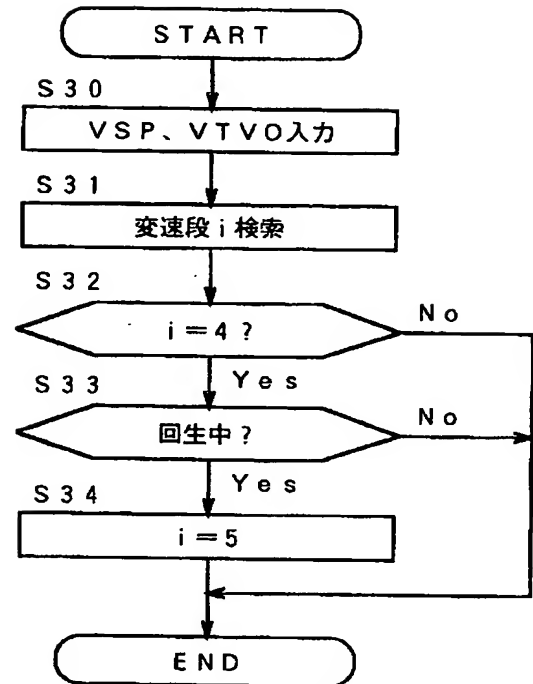 START
S30
VSP、VTVO入力
S31
変速段i検索
S32
i=4?
No
Yes
S33
回生中?
No
Yes
S34
i=5
END